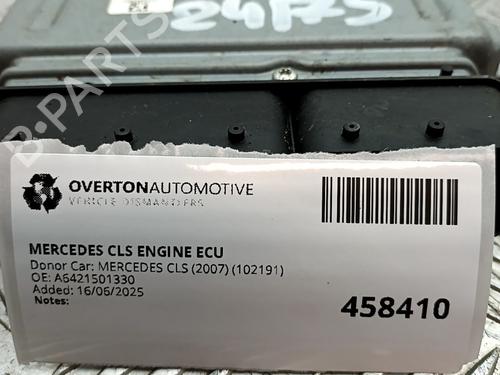 OVERTONAUTOMOTIVE
VEHICLE DISMANTLERS
MERCEDES CLS ENGINE ECU
Donor Car: MERCEDES CLS (2007) (102191)
OE: A6421501330
Added: 16/06/2025
Notes:
458410
B-PARTS